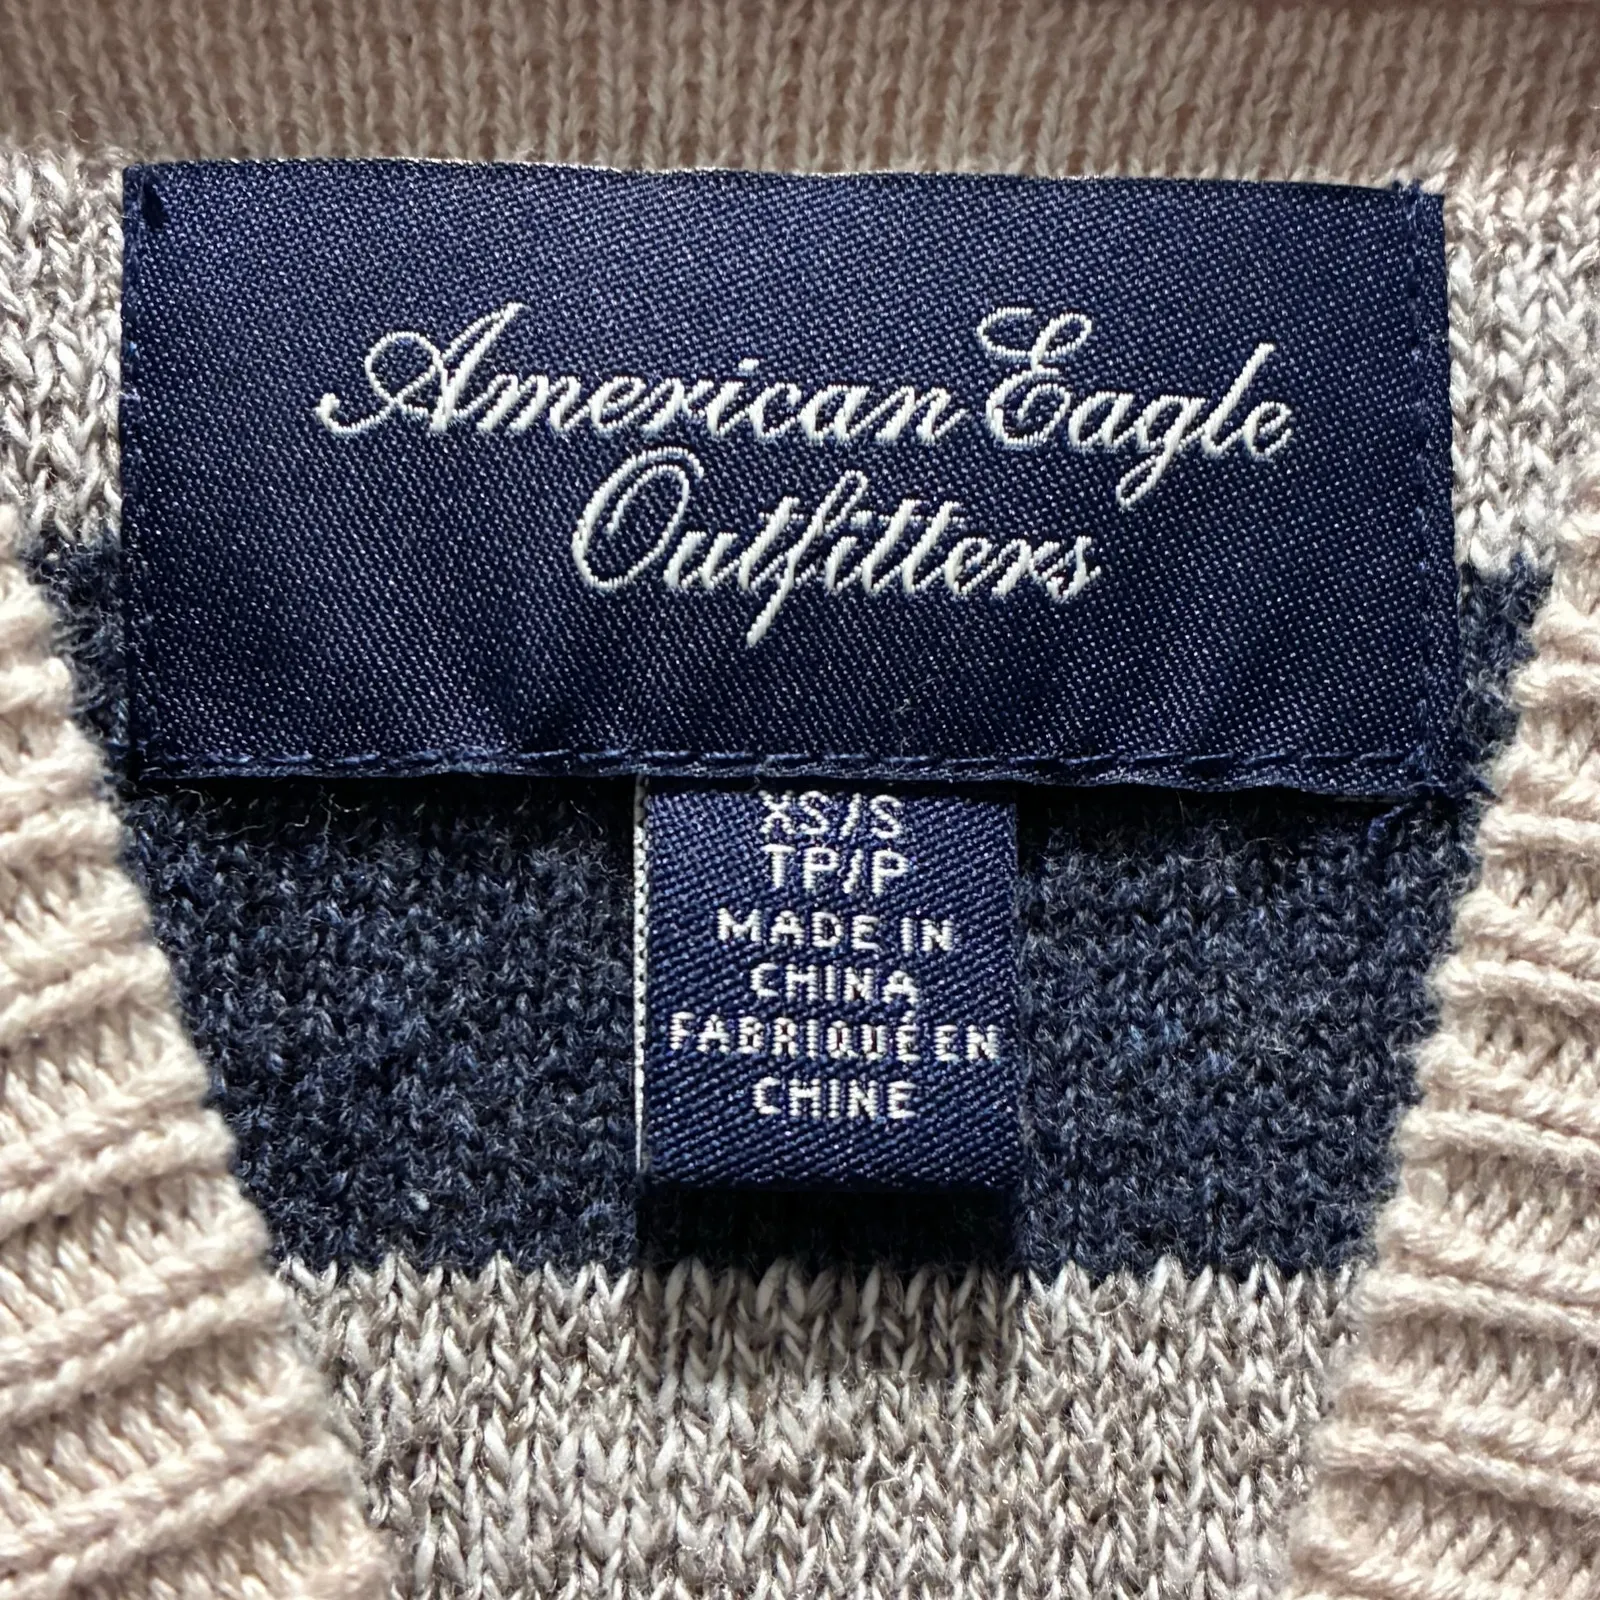 American Eagle
Outfitters
XS/S
TP/P
MADE IN
CHINA
FABRIQUÉ EN
CHINE